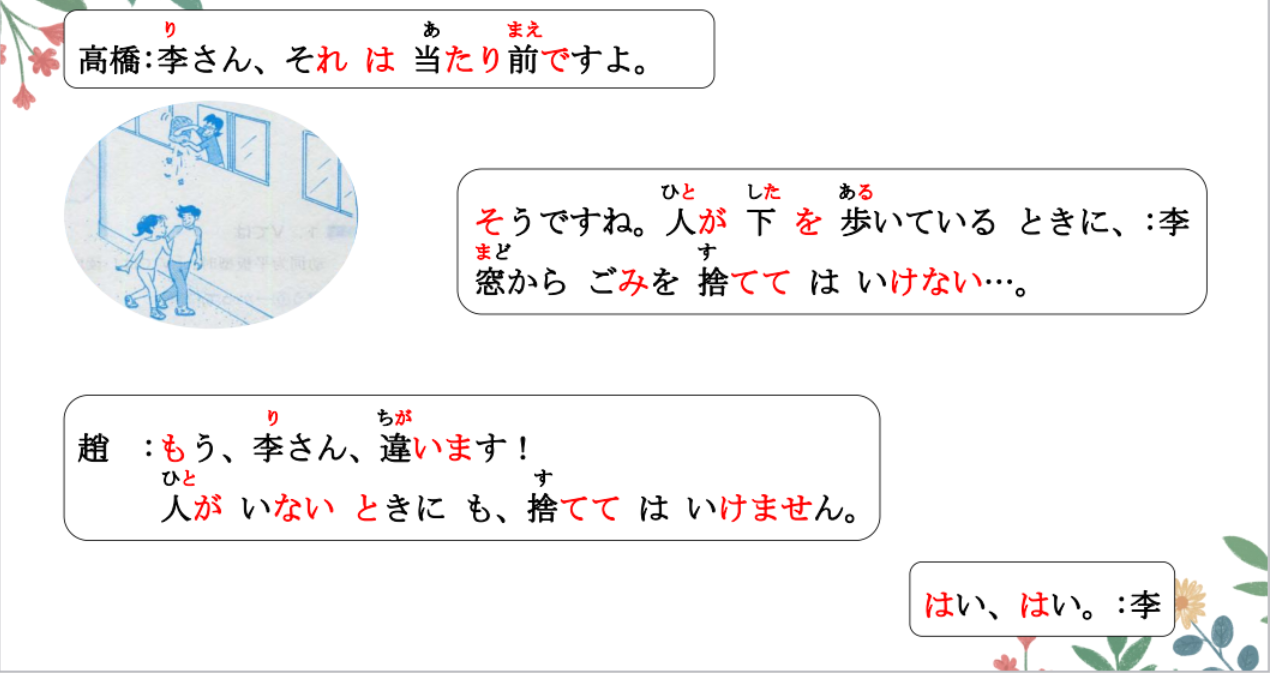 り あ まえ
高橋：李さん、それ は 当たり前ですよ。
ひと した ある
そうですね。人が 下 を 歩いている ときに、：李
まど す
窓から ごみを 捨てて は いけない…。
り ちが
趙 ：もう、李さん、違います！
ひと す
人が いない ときに も、捨てて は いけません。
はい、はい。：李